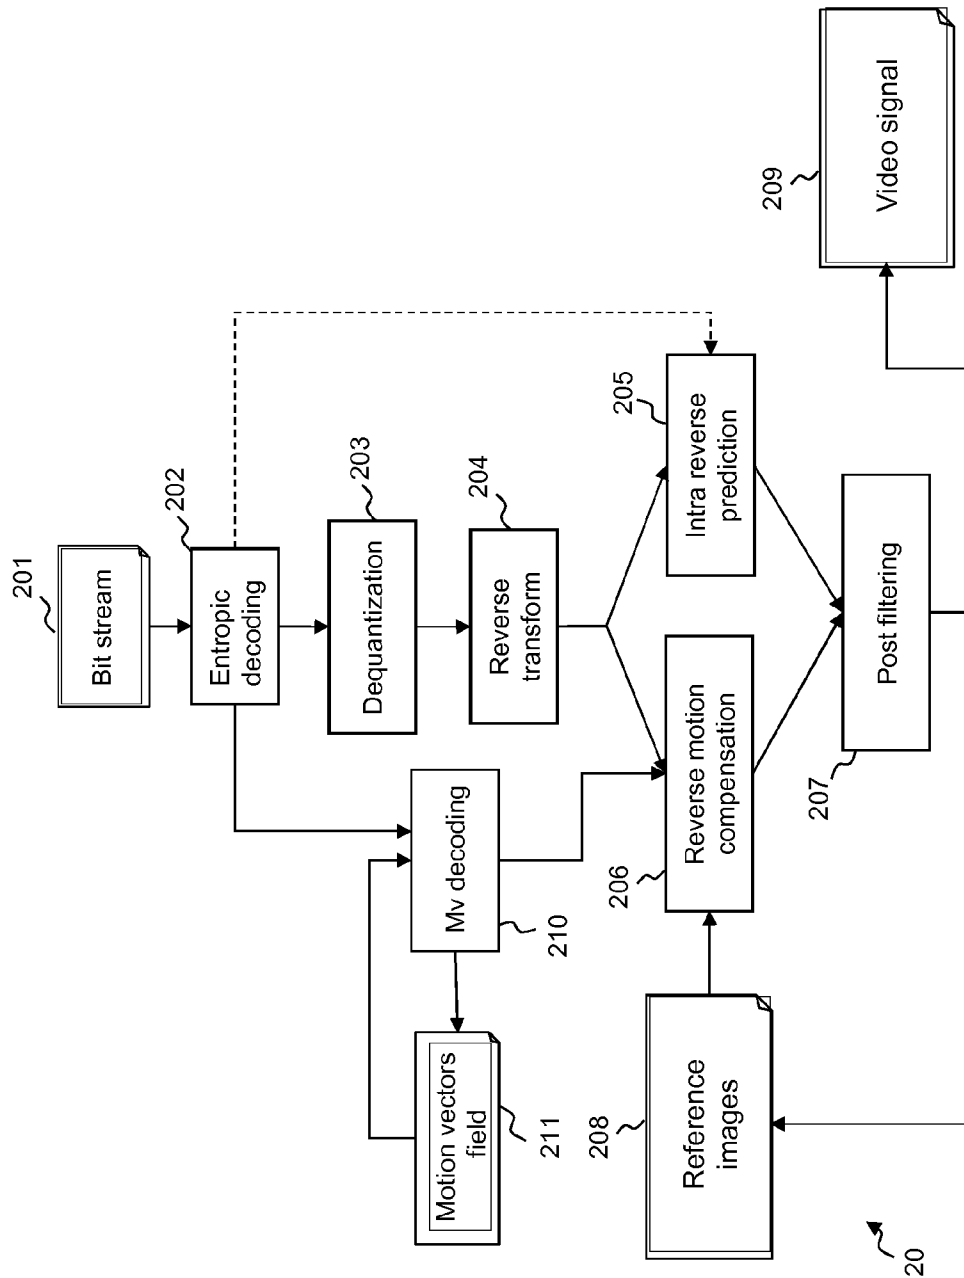 201
Bit stream
202
Entropic
decoding
203
Dequantization
204
Reverse
transform
205
Intra reverse
prediction
Mv decoding
210
Motion vectors
field
211
206
Reverse motion
compensation
208
Reference
images
207
Post filtering
209
Video signal
20